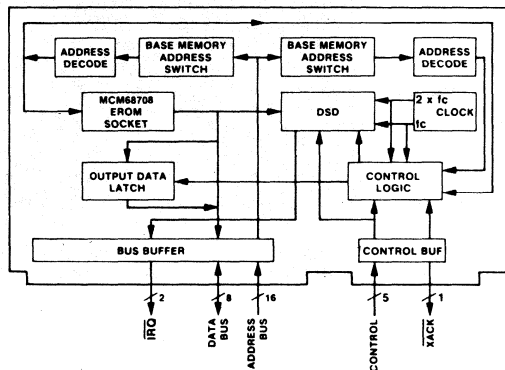 ADDRESS
DECODE
BASE MEMORY
ADDRESS
SWITCH
BASE MEMORY
ADDRESS
SWITCH
ADDRESS
DECODE
MCM68708
EROM
SOCKET
DSD
2 x fc
CLOCK
fc
OUTPUT DATA
LATCH
CONTROL
LOGIC
BUS BUFFER
CONTROL BUF
2
8
16
5
1
IRQ
DATA
BUS
ADDRESS
BUS
CONTROL
XACK